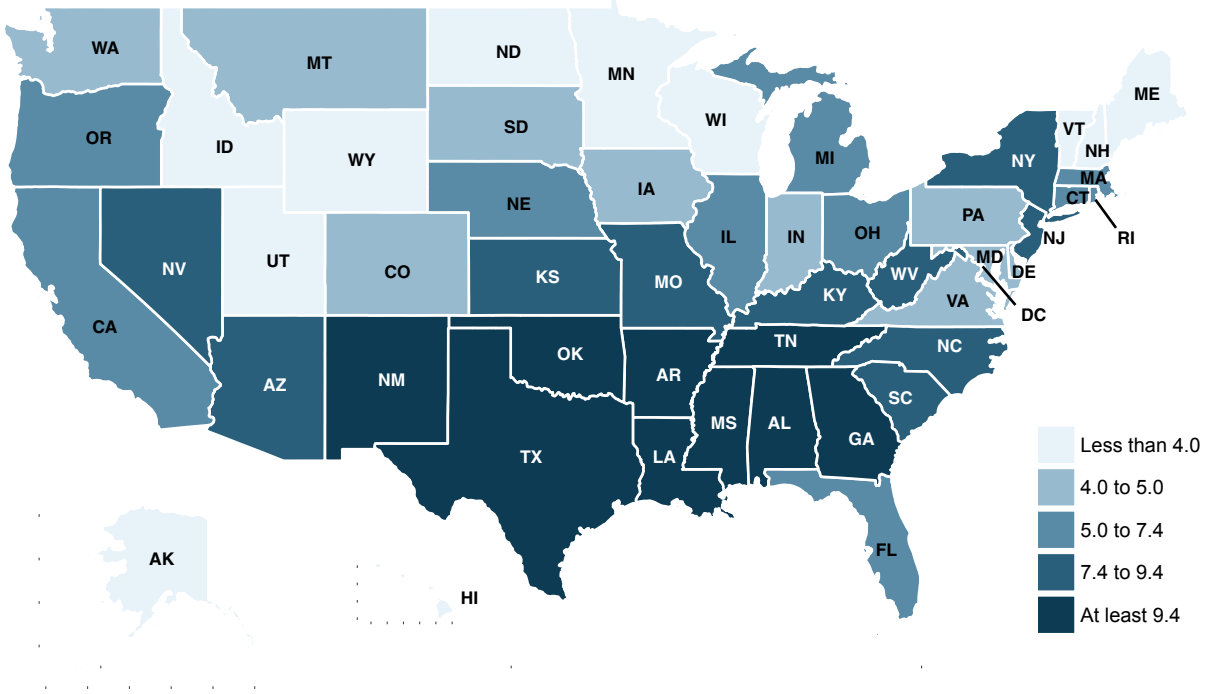 WA
MT
ND
MN
ME
OR
ID
SD
WI
VT
NH
WY
MI
NY
MA
IA
NE
CT
PA
RI
NV
UT
CO
IL
IN
OH
NJ
KS
MO
WV
MD
DE
KY
VA
DC
CA
TN
NC
AZ
NM
OK
AR
SC
MS
AL
GA
TX
LA
Less than 4.0
4.0 to 5.0
FL
5.0 to 7.4
AK
7.4 to 9.4
HI
At least 9.4